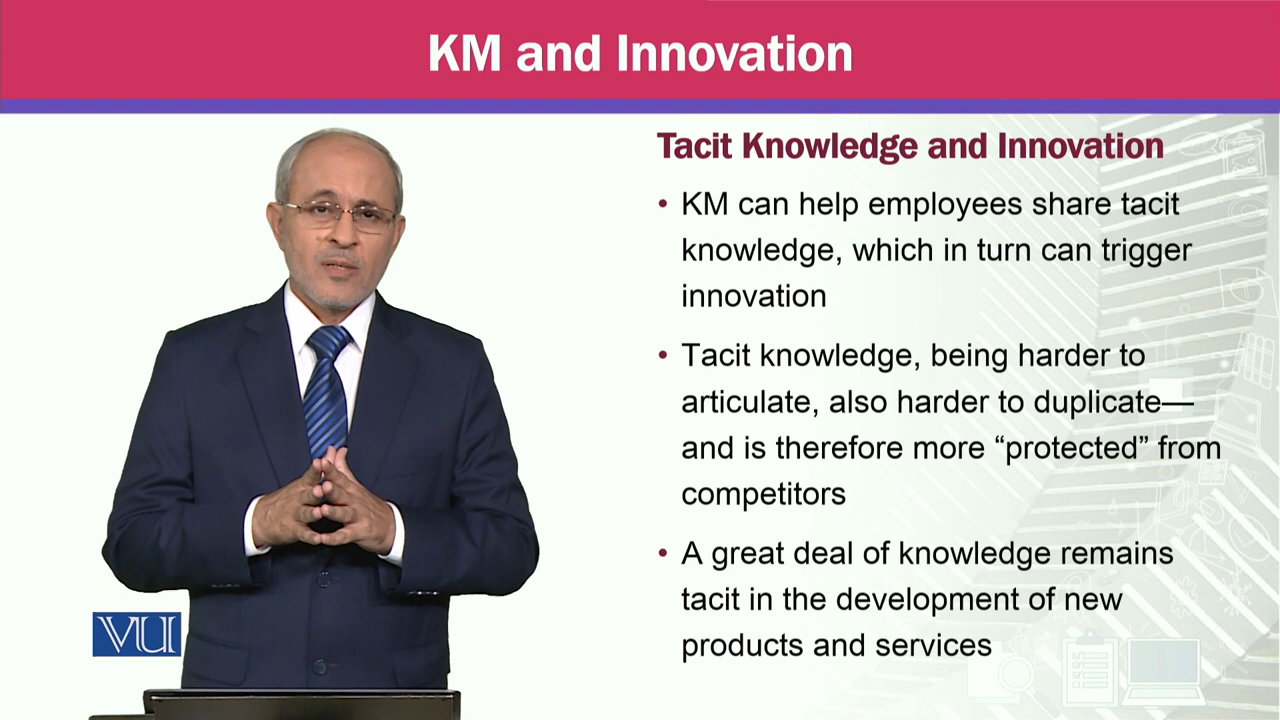 KM and Innovation
Tacit Knowledge and Innovation
• KM can help employees share tacit
knowledge, which in turn can trigger
innovation
• Tacit knowledge, being harder to
articulate, also harder to duplicate—
and is therefore more “protected” from
competitors
• A great deal of knowledge remains
tacit in the development of new
products and services
VU